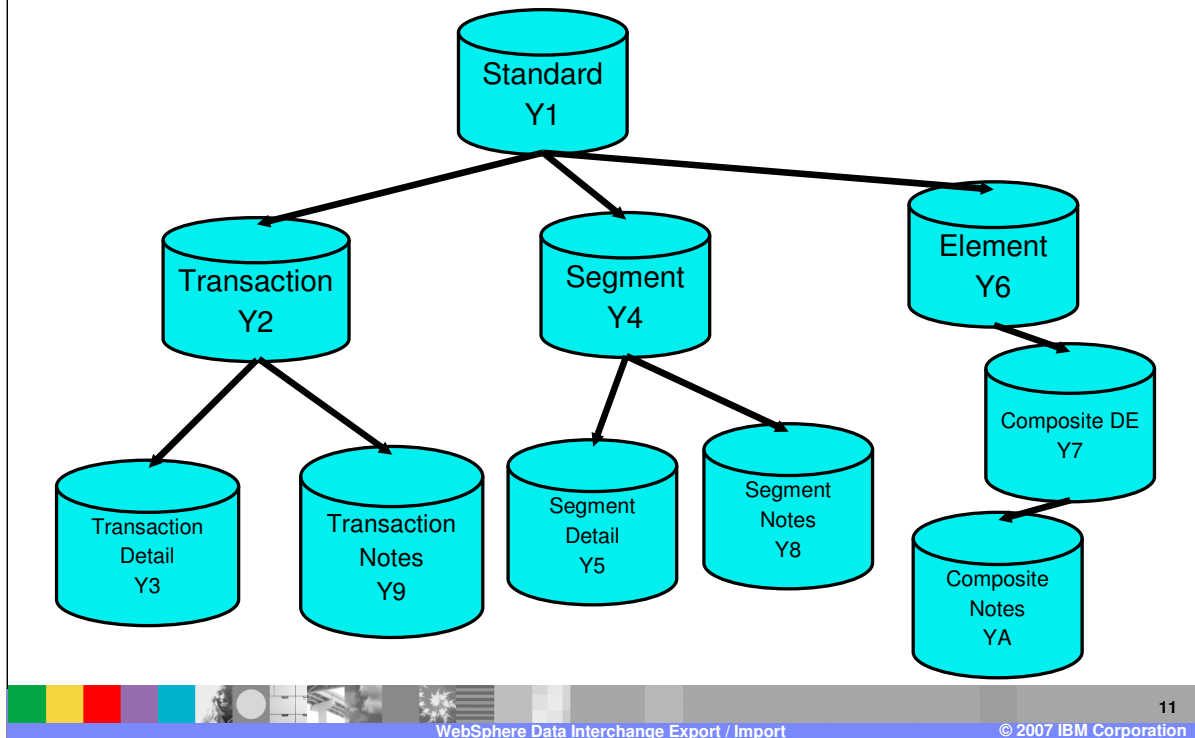 Standard
Y1
Transaction
Y2
Segment
Y4
Element
Y6
Composite DE
Y7
Transaction
Detail
Y3
Transaction
Notes
Y9
Segment
Detail
Y5
Segment
Notes
Y8
Composite
Notes
YA
11
WebSphere Data Interchange Export / Import
© 2007 IBM Corporation